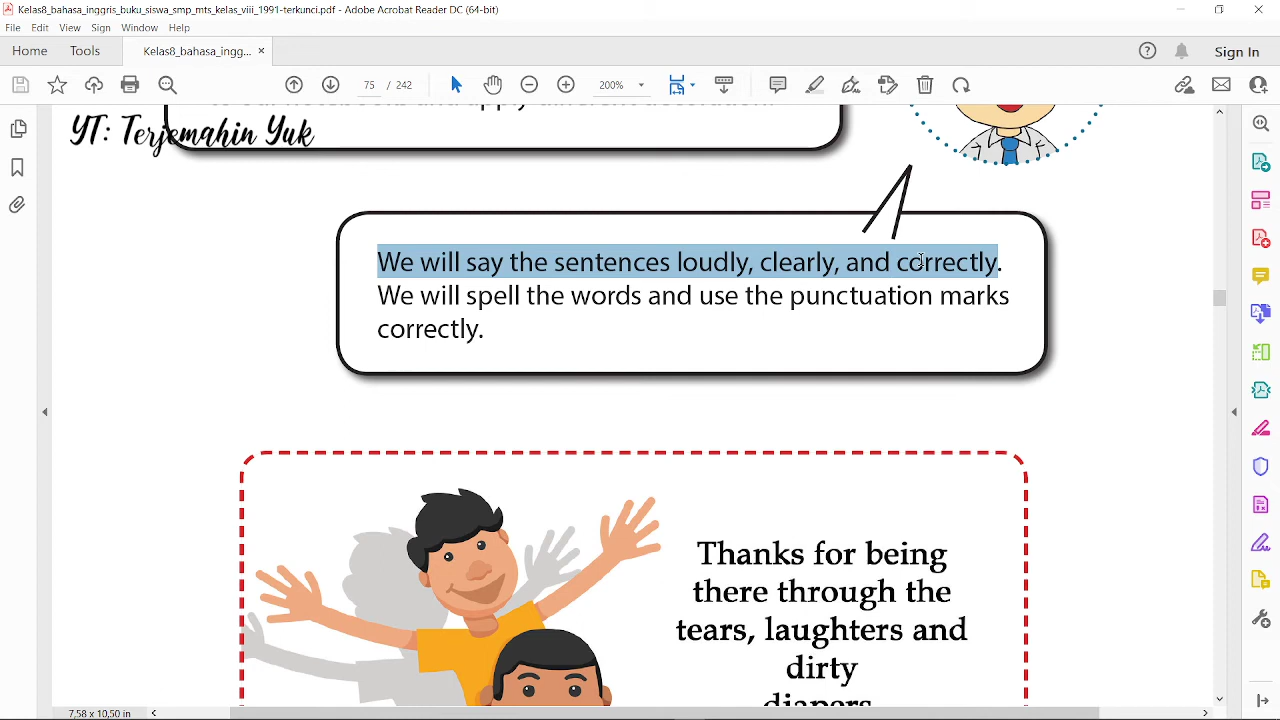 Kelas8_bahasa_inggris_buku_siswa_smp_mts_kelas_viii_1991-terkunci.pdf - Adobe Acrobat Reader DC (64-bit)
File Edit View Sign Window Help
Home Tools Kelas8_bahasa_ingg... × Sign In
75 / 242 200%
YT: Terjemahin Yuk
We will say the sentences loudly, clearly, and correctly.
We will spell the words and use the punctuation marks
correctly.
Thanks for being
there through the
tears, laughters and
dirty
diapers
7,58 x 10,50 in